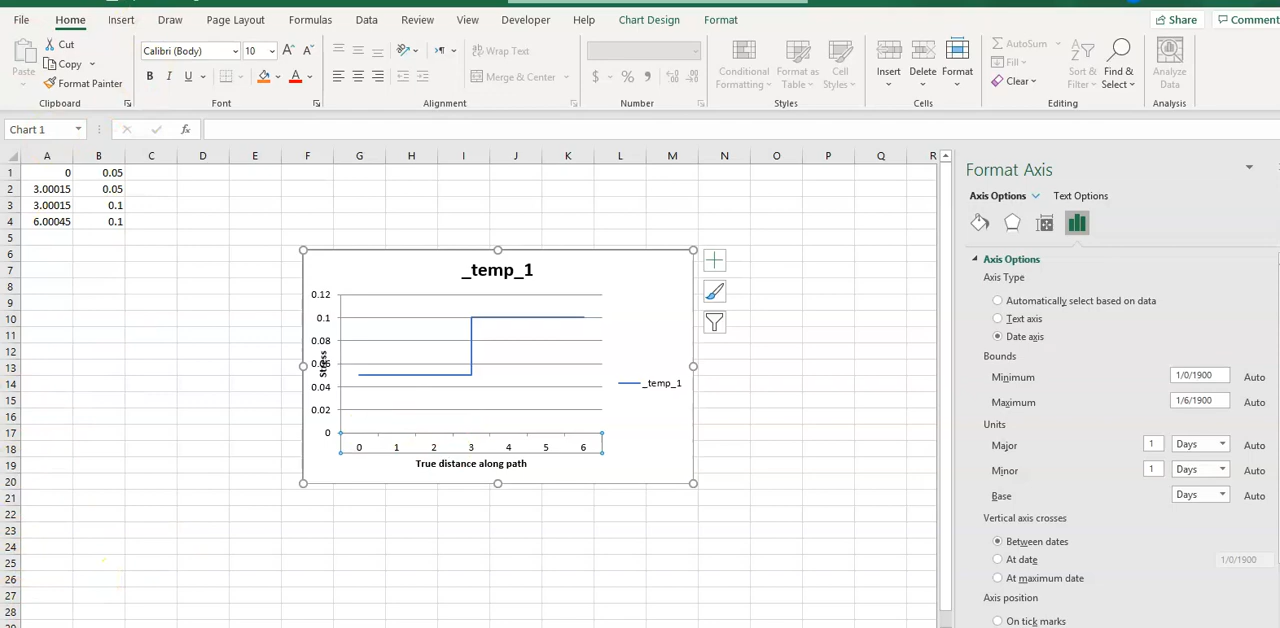 File Home Insert Draw Page Layout Formulas Data Review View Developer Help Chart Design Format Share Comment
Cut
Copy
Format Painter
Paste
Clipboard
Calibri (Body) 10 A A
B I U A
Font
Wrap Text
Merge & Center
Alignment
$ %
Number
Conditional Formatting
Format as Table
Cell Styles
Styles
Insert Delete Format
Cells
AutoSum
Fill
Clear
Sort & Filter
Find & Select
Editing
Analyze Data
Analysis
Chart 1 fx
A B C D E F G H I J K L M N O P Q R
1 0 0.05
2 3.00015 0.05
3 3.00015 0.1
4 6.00045 0.1
5
6
7
8
9
10
11
12
13
14
15
16
17
18
19
20
21
22
23
24
25
26
27
28
_temp_1
0.12
0.1
0.08
0.06
0.04
0.02
0
Stress
0 1 2 3 4 5 6
True distance along path
_temp_1
Format Axis
Axis Options Text Options
Axis Options
Axis Type
Automatically select based on data
Text axis
Date axis
Bounds
Minimum 1/0/1900 Auto
Maximum 1/6/1900 Auto
Units
Major 1 Days Auto
Minor 1 Days Auto
Base Days Auto
Vertical axis crosses
Between dates
At date 1/0/1900
At maximum date
Axis position
On tick marks